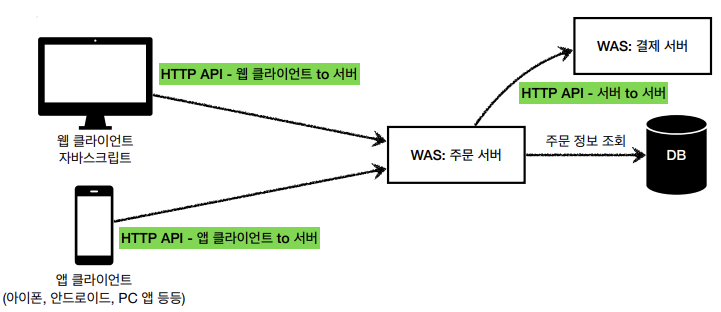 HTTP API - 웹 클라이언트 to 서버
웹 클라이언트
자바스크립트
WAS: 결제 서버
HTTP API - 서버 to 서버
WAS: 주문 서버
주문 정보 조회
DB
HTTP API - 앱 클라이언트 to 서버
앱 클라이언트
(아이폰, 안드로이드, PC 앱 등등)